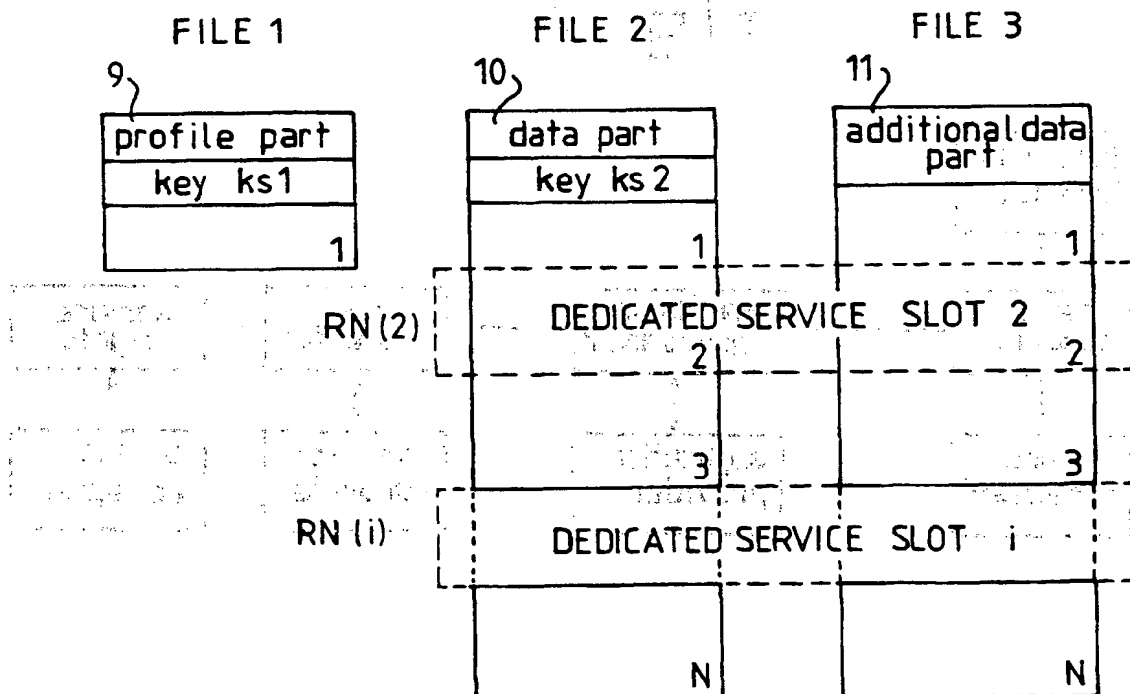 FILE 1
FILE 2
FILE 3
9
10
11
profile part
data part
additional data
part
key ks1
key ks2
1
1
1
RN (2)
DEDICATED SERVICE SLOT 2
2
2
3
3
RN (i)
DEDICATED SERVICE SLOT i
N
N